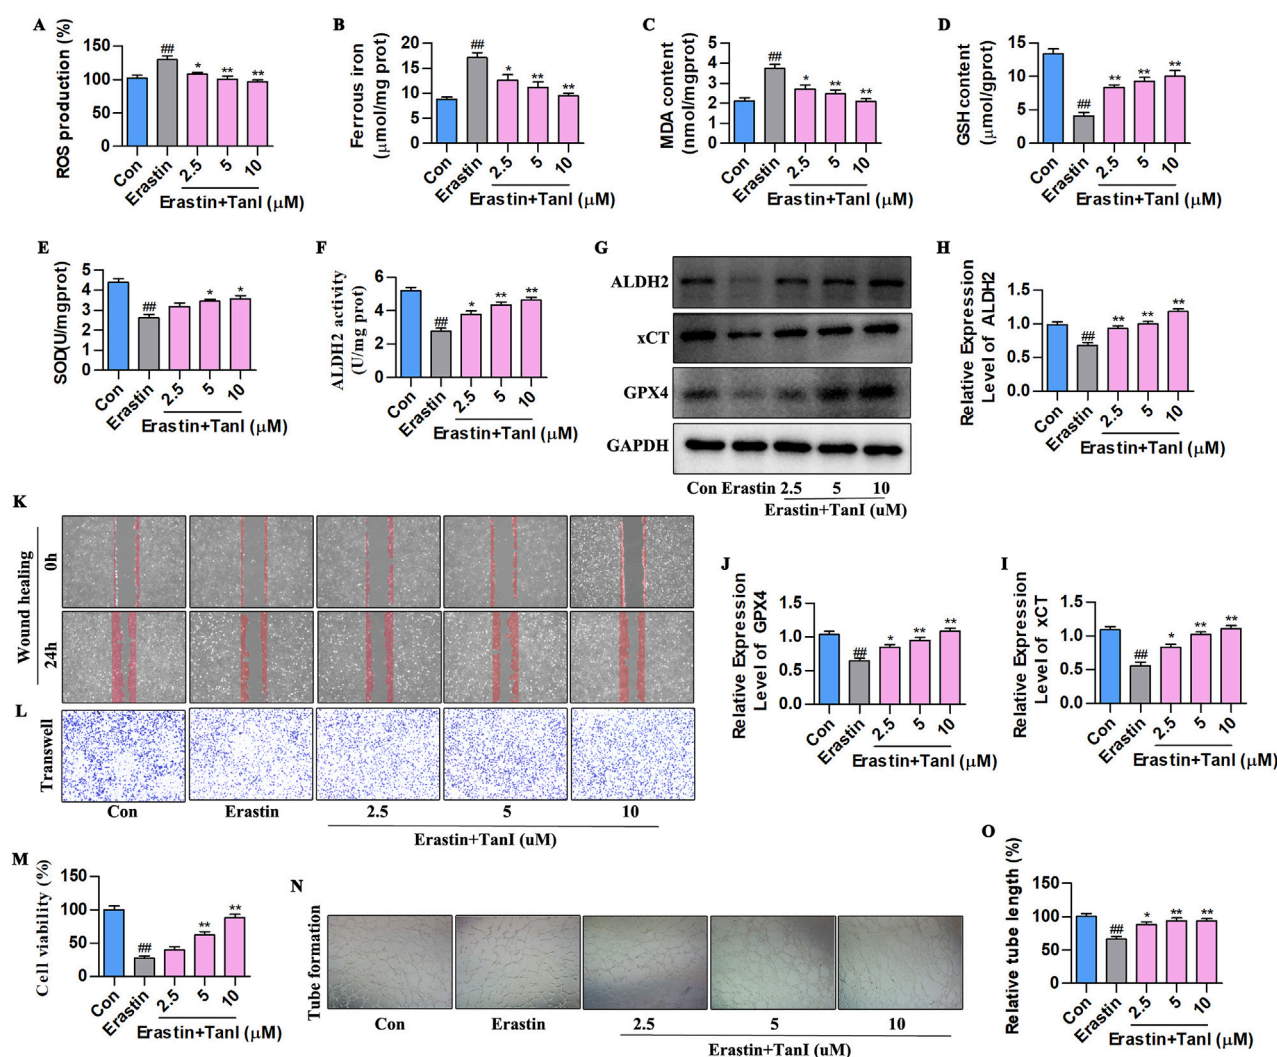 A
ROS production (%)
150
100
50
0
##
*
**
**
Con
Erastin
2.5
5
10
Erastin+TanI (μM)
B
Ferrous iron
(μmol/mg prot)
20
15
10
5
0
##
*
**
**
Con
Erastin
2.5
5
10
Erastin+TanI (μM)
C
MDA content
(nmol/mg gprot)
5
4
3
2
1
0
##
*
**
**
Con
Erastin
2.5
5
10
Erastin+TanI (μM)
D
GSH content
(μmol/gprot)
15
10
5
0
##
**
**
**
Con
Erastin
2.5
5
10
Erastin+TanI (μM)
E
SOD(U/mgprot)
5
4
3
2
1
0
##
*
*
Con
Erastin
2.5
5
10
Erastin+TanI (μM)
F
ALDH2 activity
(U/mg prot)
6
4
2
0
##
*
**
**
Con
Erastin
2.5
5
10
Erastin+TanI (μM)
G
ALDH2
xCT
GPX4
GAPDH
Con Erastin 2.5 5 10
Erastin+TanI (uM)
H
Relative Expression
Level of ALDH2
1.5
1.0
0.5
0.0
##
**
**
**
Con
Erastin
2.5
5
10
Erastin+TanI (μM)
K
Wound healing
0h
24h
L
Transwell
Con Erastin 2.5 5 10
Erastin+TanI (uM)
J
Relative Expression
Level of GPX4
1.5
1.0
0.5
0.0
##
*
**
**
Con
Erastin
2.5
5
10
Erastin+TanI (μM)
I
Relative Expression
Level of xCT
1.5
1.0
0.5
0.0
##
*
**
**
Con
Erastin
2.5
5
10
Erastin+TanI (μM)
M
Cell viability (%)
150
100
50
0
##
**
**
Con
Erastin
2.5
5
10
Erastin+TanI (μM)
N
Tube formation
Con Erastin 2.5 5 10
Erastin+TanI (uM)
O
Relative tube length (%)
150
100
50
0
##
*
**
**
Con
Erastin
2.5
5
10
Erastin+TanI (μM)